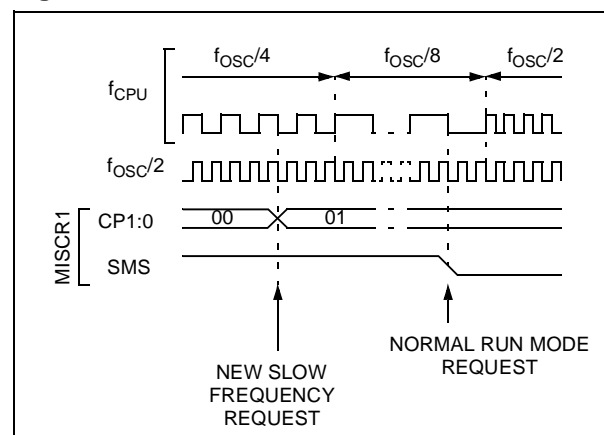 fOSC/4 fOSC/8 fOSC/2
fCPU
fOSC/2
MISCR1
CP1:0 00 01
SMS
NEW SLOW
FREQUENCY
REQUEST
NORMAL RUN MODE
REQUEST